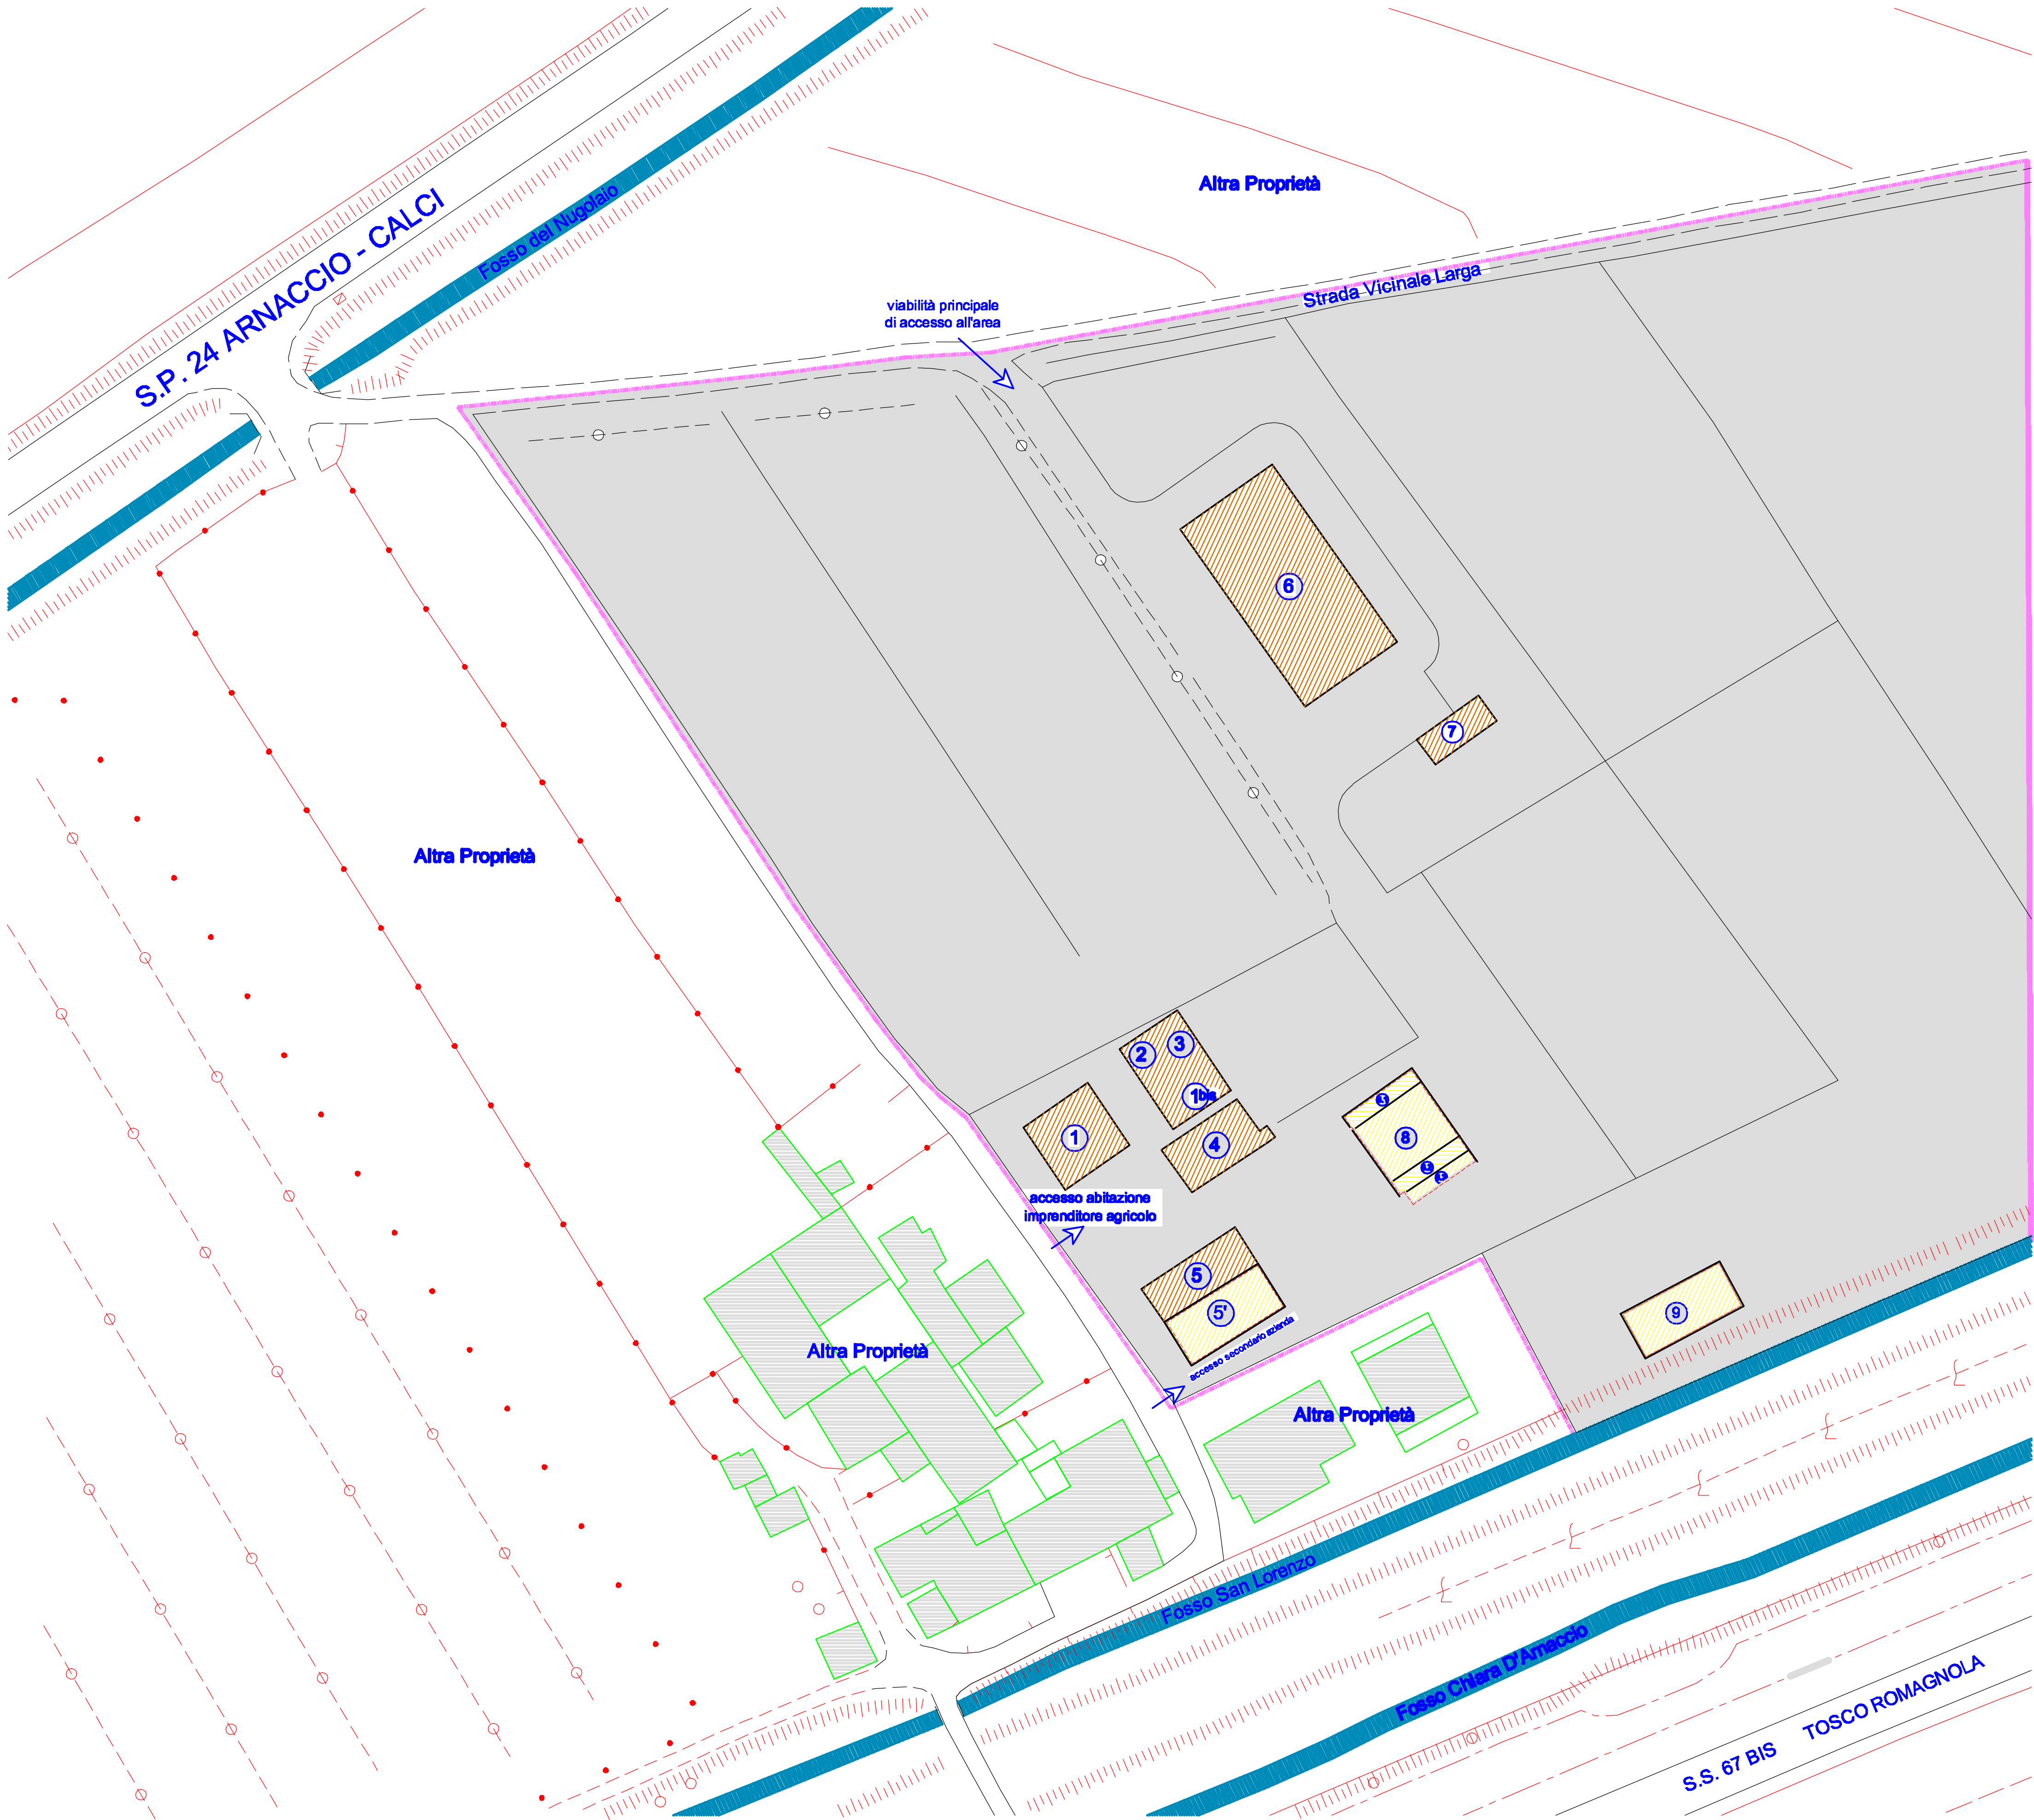 Altra Proprietà
S.P. 24 ARNACCIO - CALCI
Fosso del Nugolaio
Strada Vicinale Larga
viabilità principale
di accesso all'area
6
7
Altra Proprietà
2
3
1bis
1
4
8
accesso abitazione
imprenditore agricolo
5
5'
9
accesso secondario azienda
Altra Proprietà
Altra Proprietà
Fosso San Lorenzo
Fosso Chiara D'Arnaccio
S.S. 67 BIS TOSCO ROMAGNOLA